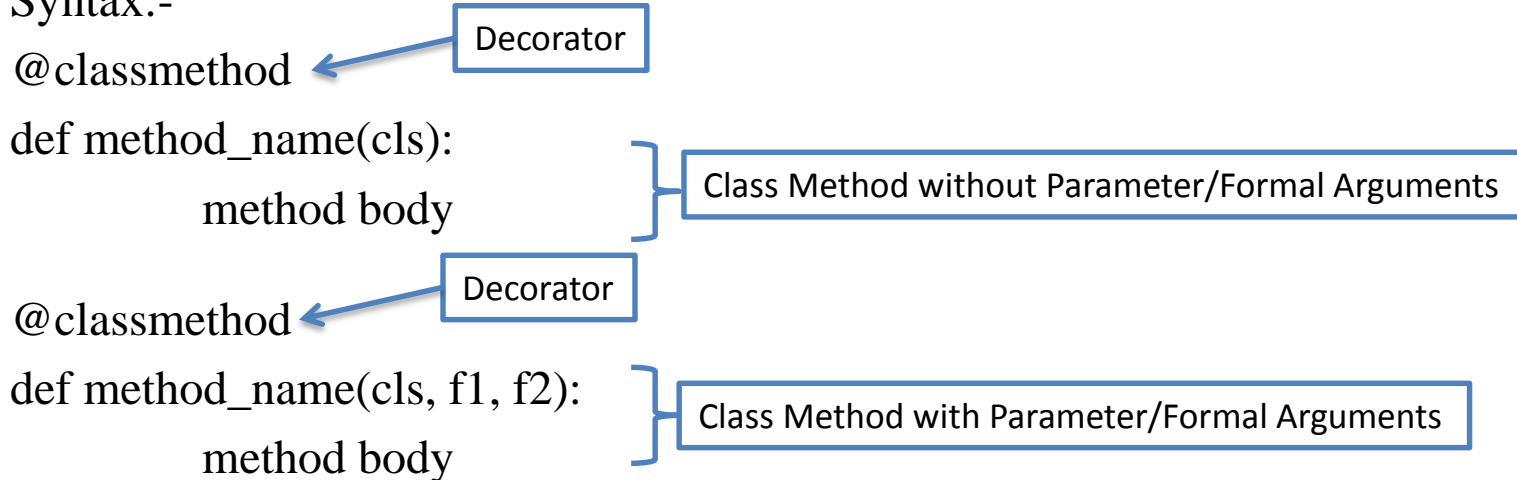 Syntax:-
Decorator
@classmethod
def method_name(cls):
Class Method without Parameter/Formal Arguments
method body
Decorator
@classmethod
def method_name(cls, f1, f2):
Class Method with Parameter/Formal Arguments
method body